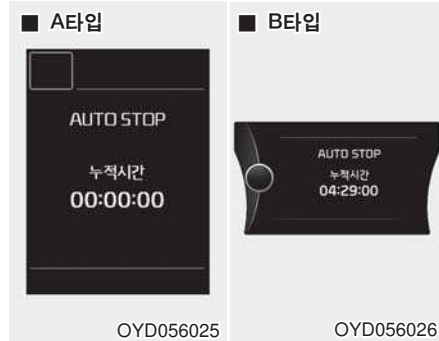 ■ A타입
AUTO STOP
누적시간
00:00:00
OYD056025
■ B타입
AUTO STOP
누적시간
04:29:00
OYD056026